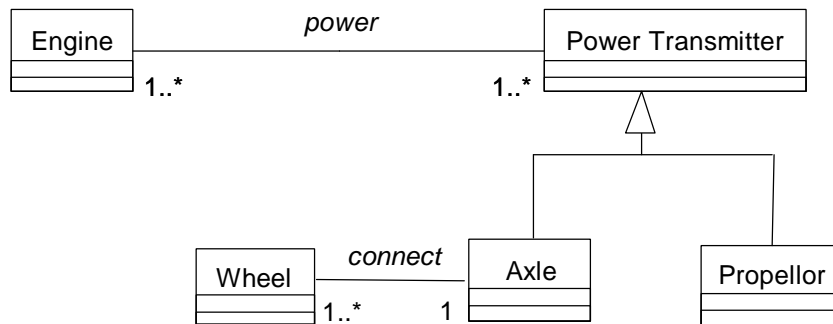 power
Engine
Power Transmitter
1..*
1..*
connect
Wheel
Axle
Propellor
1..*
1